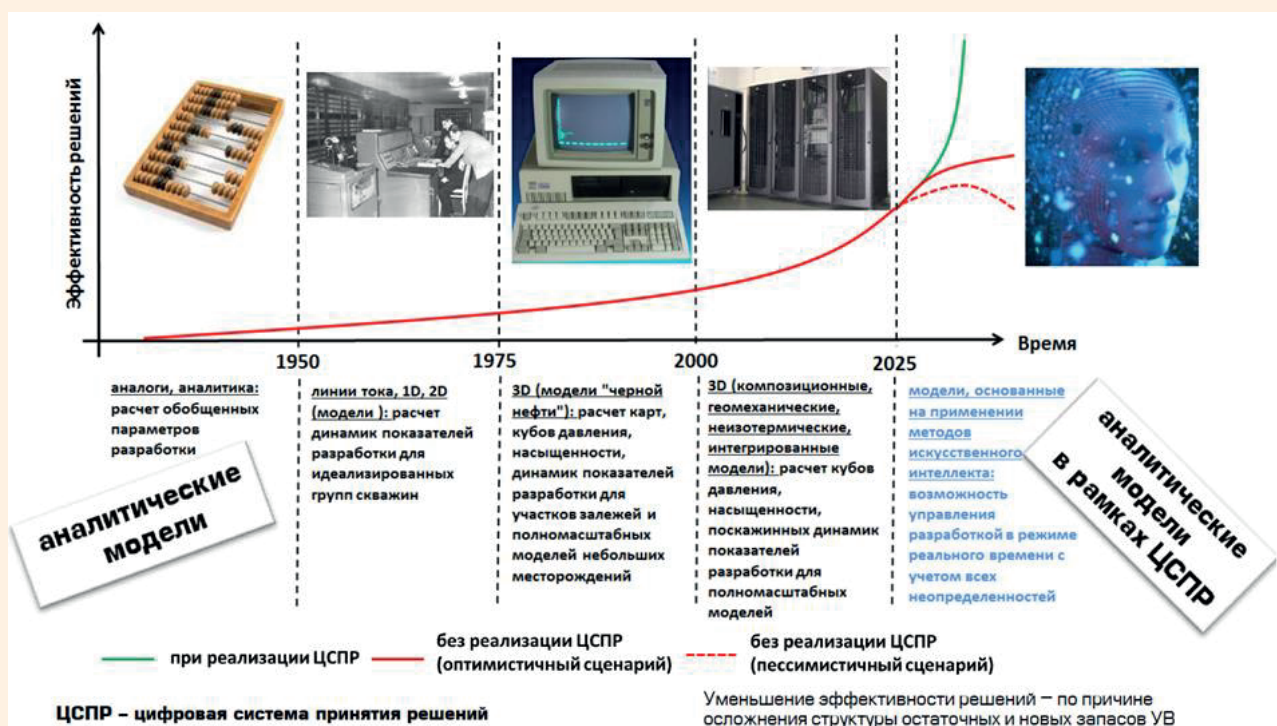 Эффективность решений
Время
1950
1975
2000
2025
аналоги, аналитика:
расчет обобщенных
параметров
разработки
аналитические
модели
линии тока, 1D, 2D
(модели ): расчет
динамик показателей
разработки для
идеализированных
групп скважин
3D (модели "черной
нефти"): расчет карт,
кубов давления,
насыщенности,
динамик показателей
разработки для
участков залежей и
полномасштабных
моделей небольших
месторождений
3D (композиционные,
геомеханические,
неизотермические,
интегрированные
модели): расчет кубов
давления,
насыщенности,
поскажинных динамик
показателей
разработки для
полномасштабных
моделей
модели, основанные
на применении
методов
искусственного
интеллекта:
возможность
управления
разработкой в режиме
реального времени с
учетом всех
неопределенностей
аналитические
модели
в рамках ЦСПР
при реализации ЦСПР
без реализации ЦСПР
(оптимистичный сценарий)
без реализации ЦСПР
(пессимистичный сценарий)
ЦСПР – цифровая система принятия решений
Уменьшение эффективности решений – по причине
осложнения структуры остаточных и новых запасов УВ